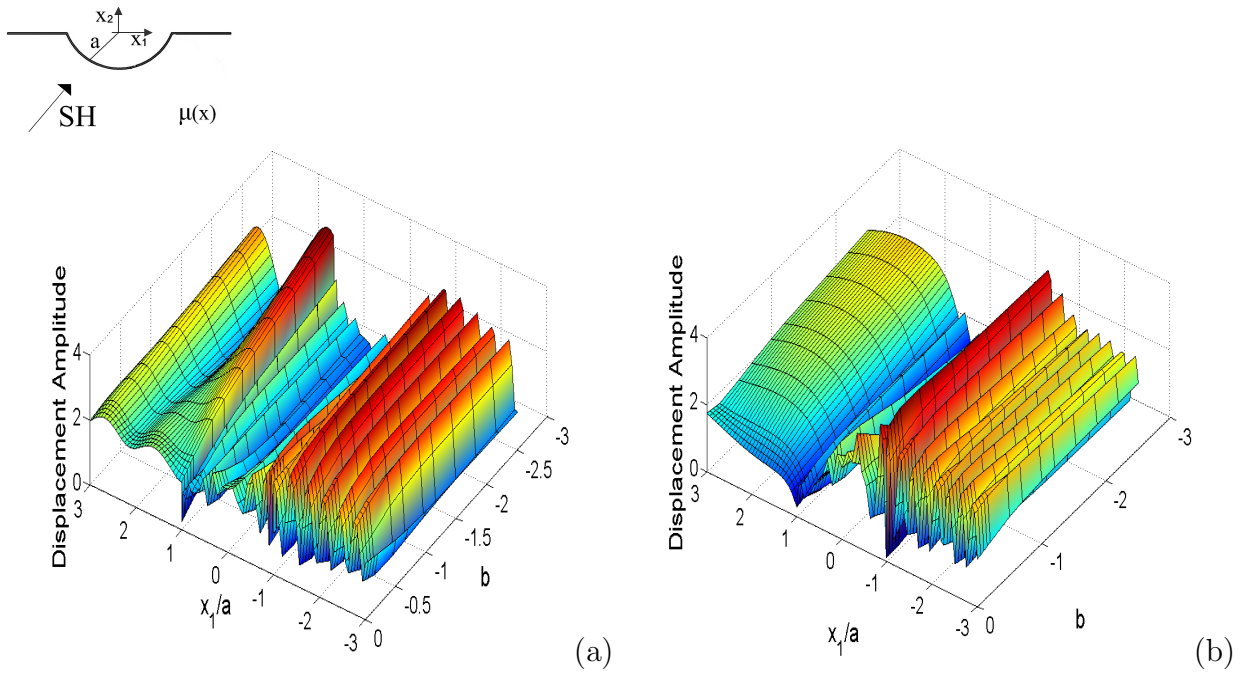 x₂
a
x₁
SH
μ(x)
Displacement Amplitude
4
2
0
3
2
1
0
-1
-2
-3
x₁/a
0
-0.5
-1
-1.5
-2
-2.5
-3
b
(a)
Displacement Amplitude
4
2
0
3
2
1
0
-1
-2
-3
x₁/a
0
-1
-2
-3
b
(b)